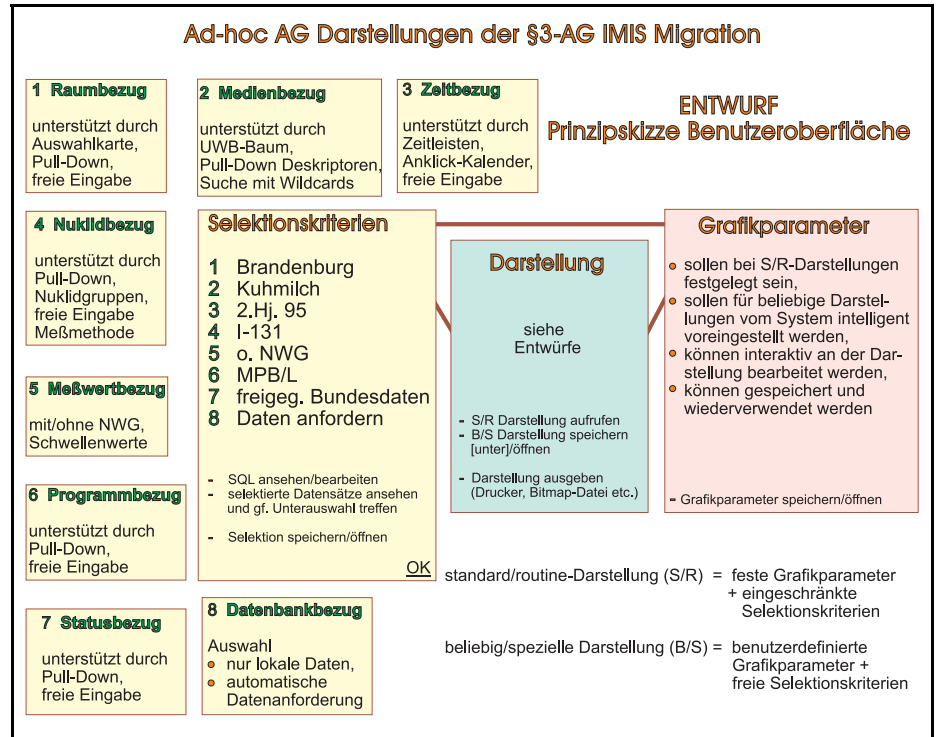 Ad-hoc AG Darstellungen der §3-AG IMIS Migration
1 Raumbezug
unterstützt durch
Auswahlkarte,
Pull-Down,
freie Eingabe
2 Medienbezug
unterstützt durch
UWB-Baum,
Pull-Down Deskriptoren,
Suche mit Wildcards
3 Zeitbezug
unterstützt durch
Zeitleisten,
Anklick-Kalender,
freie Eingabe
ENTWURF
Prinzipskizze Benutzeroberfläche
4 Nuklidbezug
unterstützt durch
Pull-Down,
Nuklidgruppen,
freie Eingabe
Meßmethode
5 Meßwertbezug
mit/ohne NWG,
Schwellenwerte
6 Programmbezug
unterstützt durch
Pull-Down,
freie Eingabe
7 Statusbezug
unterstützt durch
Pull-Down,
freie Eingabe
8 Datenbankbezug
Auswahl
• nur lokale Daten,
• automatische
Datenanforderung
Selektionskriterien
1 Brandenburg
2 Kuhmilch
3 2.Hj. 95
4 I-131
5 o. NWG
6 MPB/L
7 freigeg. Bundesdaten
8 Daten anfordern
- SQL ansehen/bearbeiten
- selektierte Datensätze ansehen
und gf. Unterauswahl treffen
- Selektion speichern/öffnen
OK
Darstellung
siehe
Entwürfe
- S/R Darstellung aufrufen
- B/S Darstellung speichern
[unter]/öffnen
- Darstellung ausgeben
(Drucker, Bitmap-Datei etc.)
Grafikparameter
• sollen bei S/R-Darstellungen
festgelegt sein,
• sollen für beliebige Darstel-
lungen vom System intelligent
voreingestellt werden,
• können interaktiv an der Dar-
stellung bearbeitet werden,
• können gespeichert und
wiederverwendet werden
- Grafikparameter speichern/öffnen
standard/routine-Darstellung (S/R) = feste Grafikparameter
+ eingeschränkte
Selektionskriterien
beliebig/spezielle Darstellung (B/S) = benutzerdefinierte
Grafikparameter +
freie Selektionskriterien